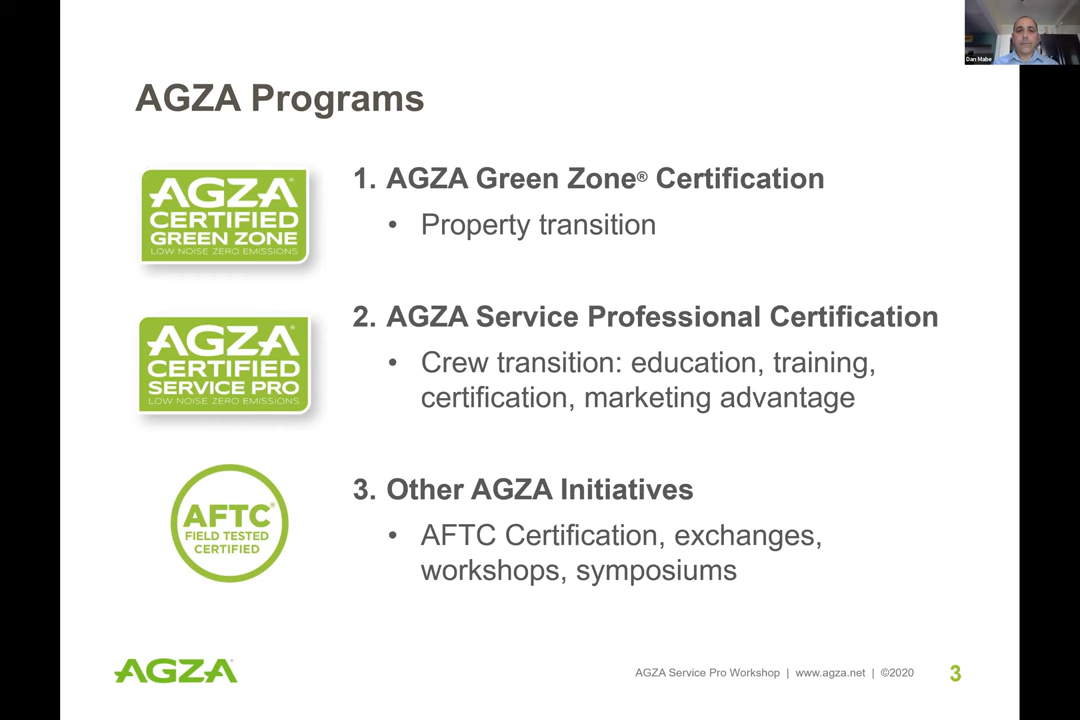 Dan Mabe
AGZA Programs
AGZA®
CERTIFIED
GREEN ZONE
LOW NOISE ZERO EMISSIONS
1. AGZA Green Zone® Certification
• Property transition
AGZA®
CERTIFIED
SERVICE PRO
LOW NOISE ZERO EMISSIONS
2. AGZA Service Professional Certification
• Crew transition: education, training,
certification, marketing advantage
AFTC®
FIELD TESTED
CERTIFIED
3. Other AGZA Initiatives
• AFTC Certification, exchanges,
workshops, symposiums
AGZA
AGZA Service Pro Workshop | www.agza.net | ©2020 3